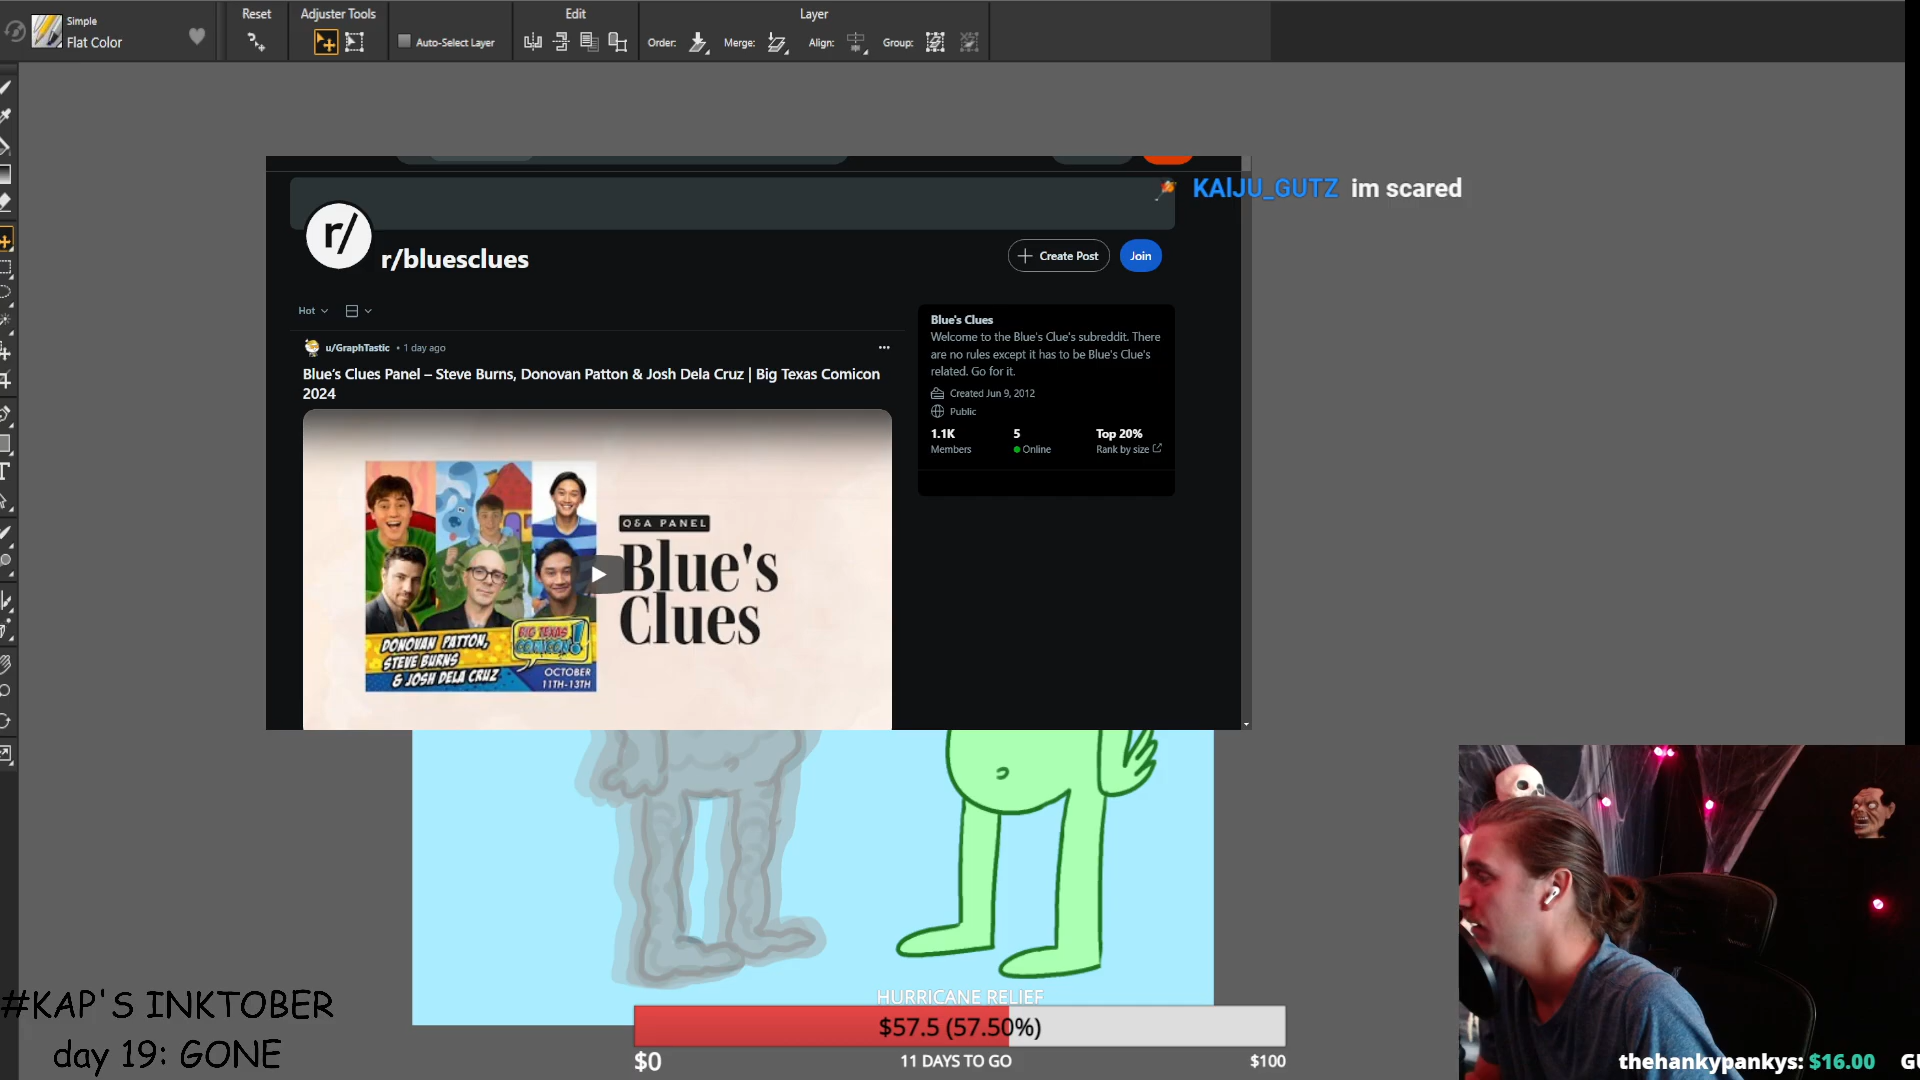 Simple
Flat Color
Reset
Adjuster Tools
Auto-Select Layer
Edit
Layer
Order:
Merge:
Align:
Group:
KAlJU_GUTZ im scared
r/
r/bluesclues
Create Post
Join
Hot
u/GraphTastic • 1 day ago
Blue’s Clues Panel – Steve Burns, Donovan Patton & Josh Dela Cruz | Big Texas Comicon
2024
Q&A PANEL
Blue's
Clues
DONOVAN PATTON,
STEVE BURNS
& JOSH DELA CRUZ
BIG TEXAS
COMICON!
OCTOBER
11TH-13TH
Blue's Clues
Welcome to the Blue's Clue's subreddit. There
are no rules except it has to be Blue's Clue's
related. Go for it.
Created Jun 9, 2012
Public
1.1K
Members
5
Online
Top 20%
Rank by size
#KAP'S INKTOBER
day 19: GONE
HURRICANE RELIEF
$57.5 (57.50%)
$0
11 DAYS TO GO
$100
thehankypankys: $16.00